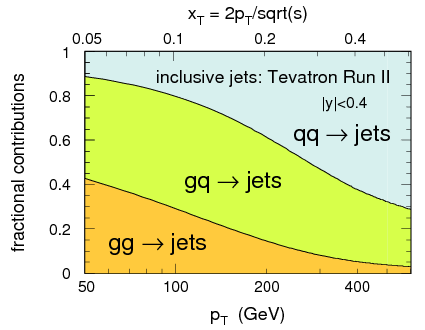 x_T = 2p_T/sqrt(s)
0.05 0.1 0.2 0.4
1
inclusive jets: Tevatron Run II
|y|<0.4
0.8
qq → jets
0.6
fractional contributions
gq → jets
0.4
0.2
gg → jets
0
50 100 200 400
p_T (GeV)